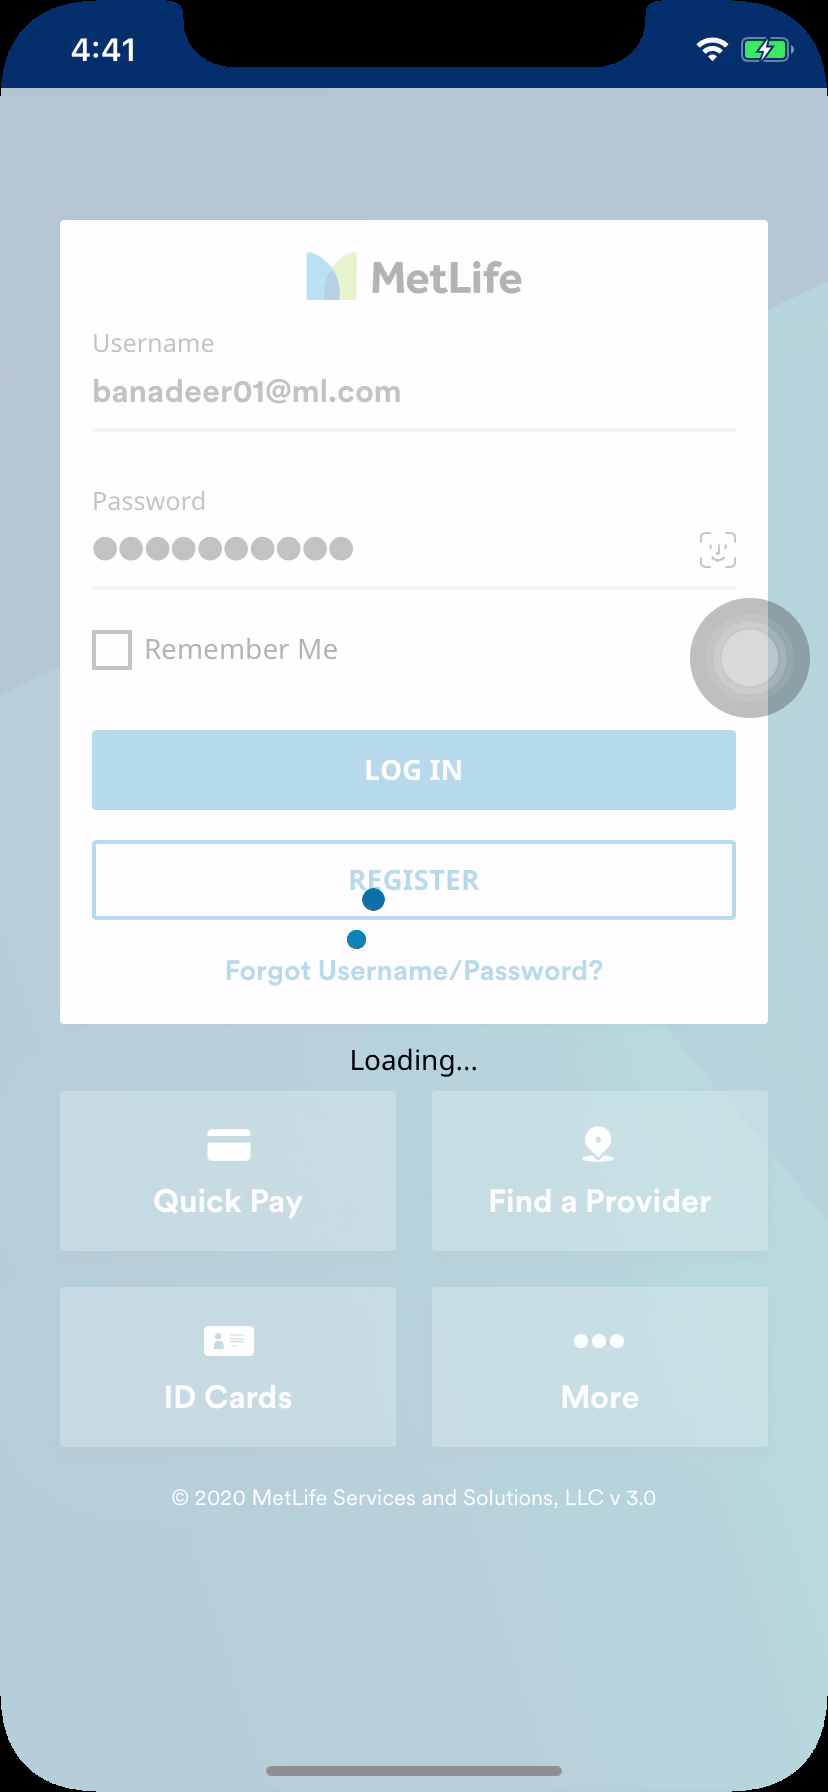 4:41
MetLife
Username
banadeer01@ml.com
Password
Remember Me
LOG IN
REGISTER
Forgot Username/Password?
Loading...
Quick Pay
Find a Provider
ID Cards
More
© 2020 MetLife Services and Solutions, LLC v 3.0